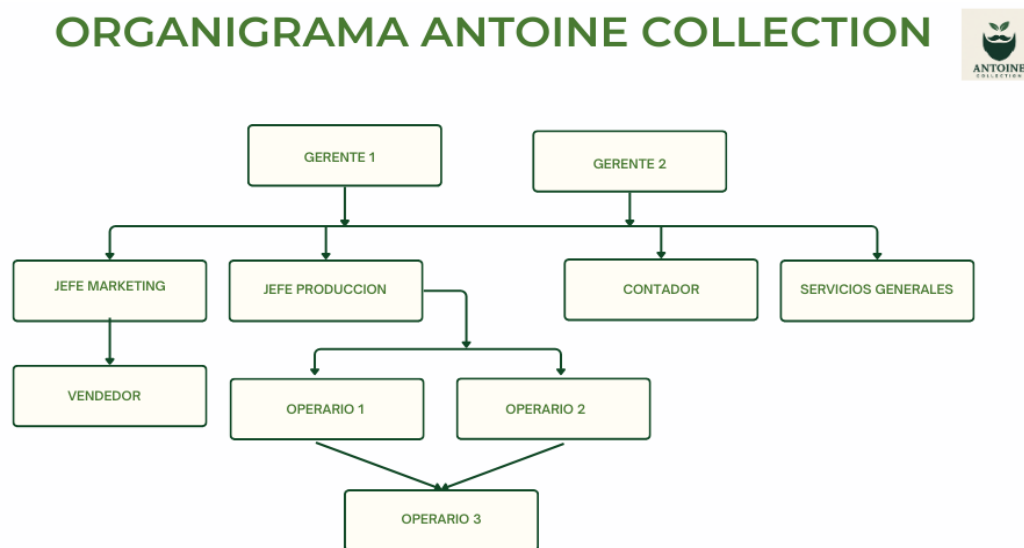 ORGANIGRAMA ANTOINE COLLECTION
ANTOINE
COLLECTION
GERENTE 1
GERENTE 2
JEFE MARKETING
JEFE PRODUCCION
CONTADOR
SERVICIOS GENERALES
VENDEDOR
OPERARIO 1
OPERARIO 2
OPERARIO 3